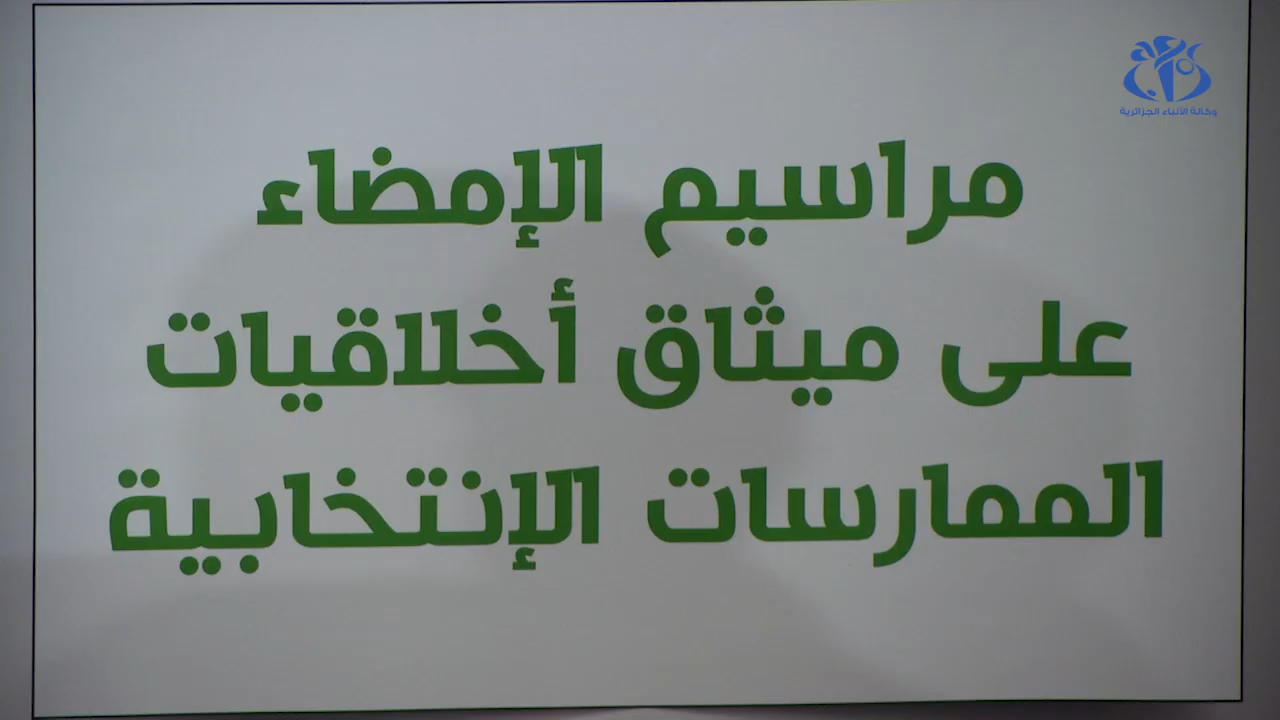 وكالة الأنباء الجزائرية
مراسيم الإمضاء
على ميثاق أخلاقيات
الممارسات الإنتخابية